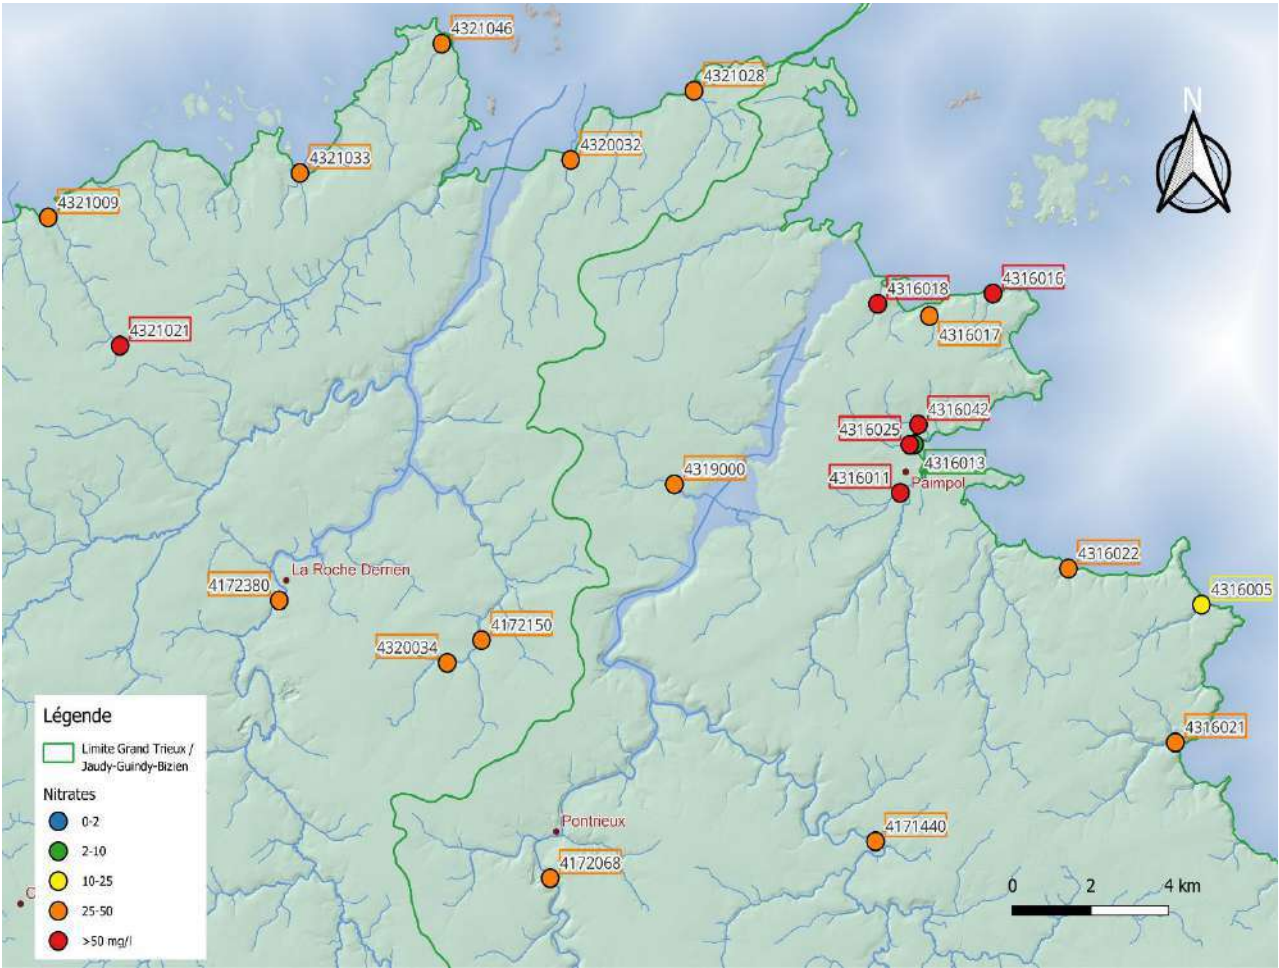 4321046
4321028
N
4320032
4321033
4321009
4316016
4316018
4321021
4316017
4316042
4316025
4316013
4319000
4316011
Paimpol
4316022
La Roche Derrien
4172380
4316005
4172150
4320034
4316021
Légende
Limite Grand Trieux /
Jaudy-Guindy-Bizien
Nitrates
0-2
2-10
10-25
25-50
>50 mg/l
Pontrieux
4171440
4172068
C
0 2 4 km